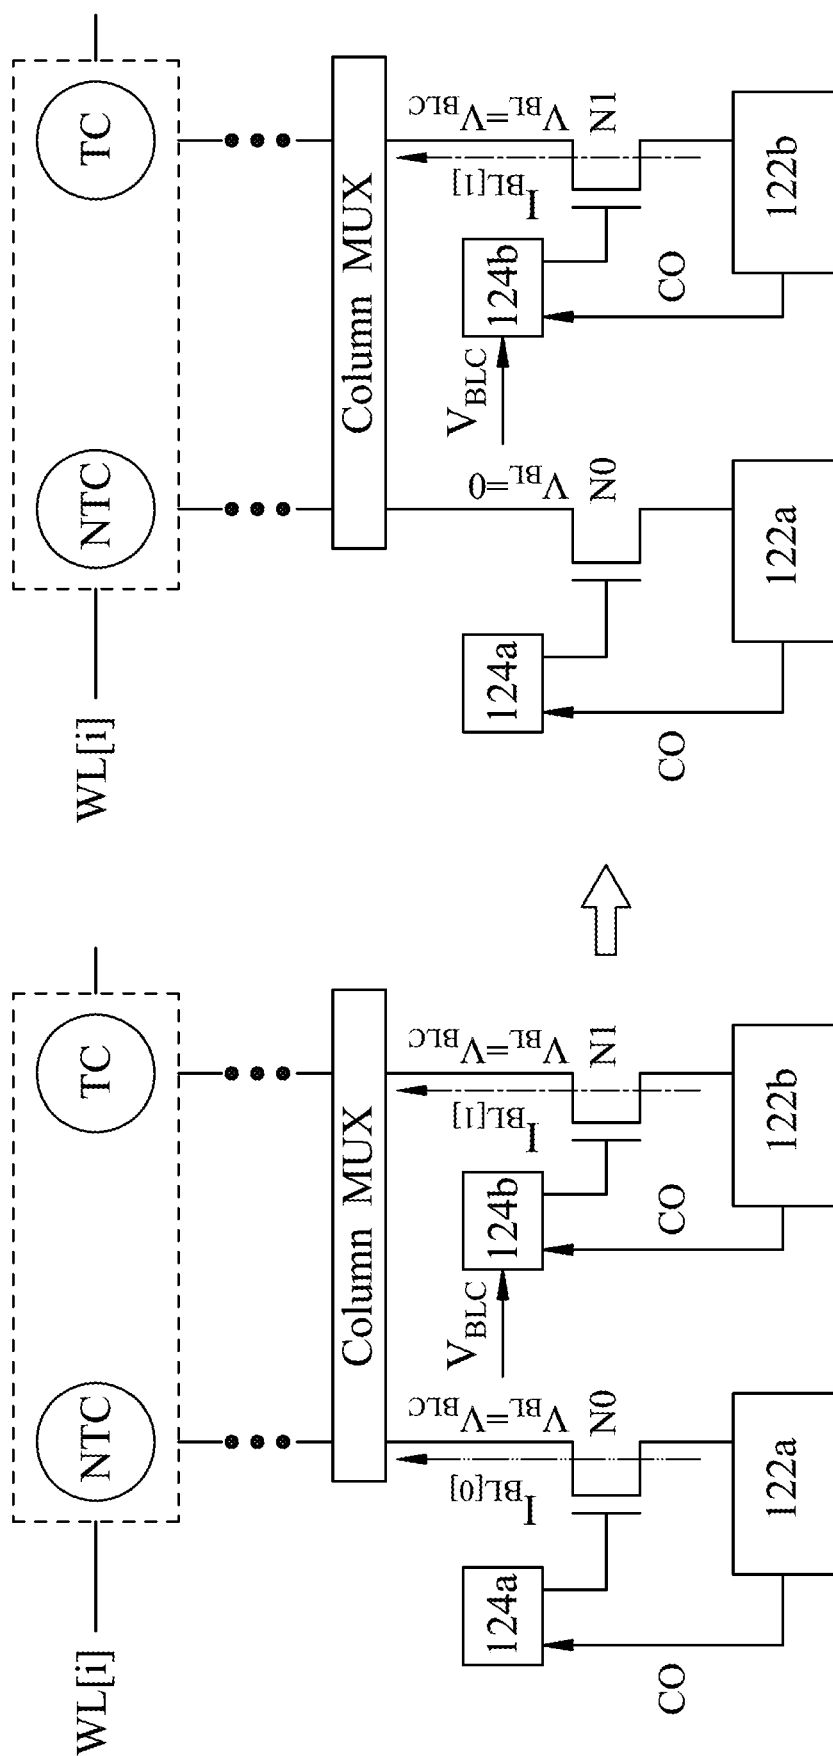 WL[i]
NTC
TC
Column MUX
I_BL[0]
V_BL=V_BLC
I_BL[1]
V_BL=V_BLC
V_BLC
124a
N0
124b
N1
CO
122a
CO
122b
WL[i]
NTC
TC
Column MUX
V_BL=0
I_BL[1]
V_BL=V_BLC
V_BLC
124a
N0
124b
N1
CO
122a
CO
122b